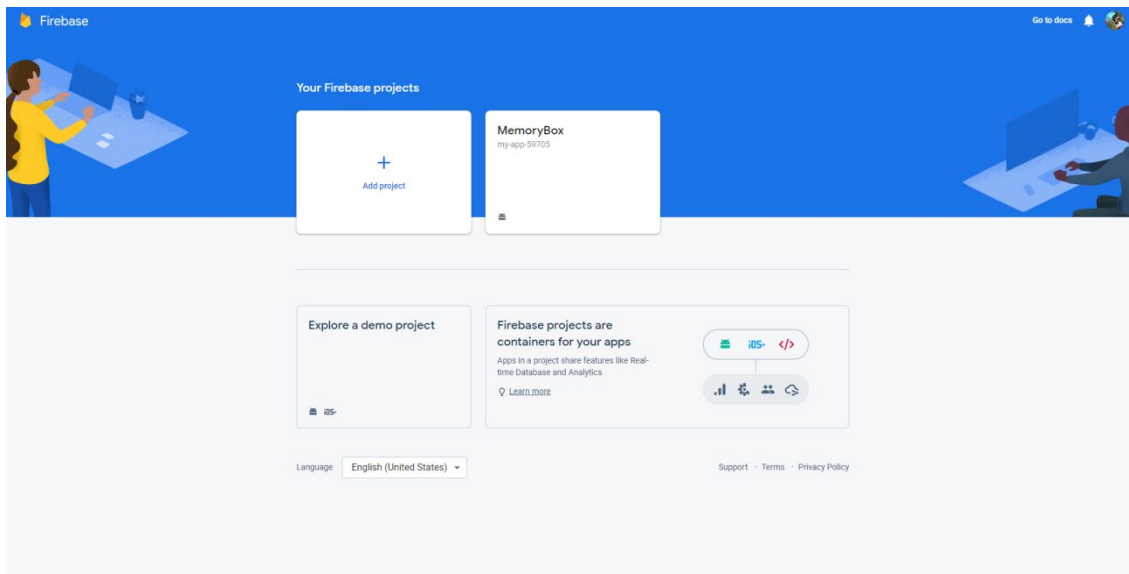 Firebase
Go to docs
Your Firebase projects
+
Add project
MemoryBox
my-app-59705
Explore a demo project
iOS
Firebase projects are
containers for your apps
Apps in a project share features like Real-
time Database and Analytics
Learn more
iOS
</>
Language
English (United States)
Support · Terms · Privacy Policy